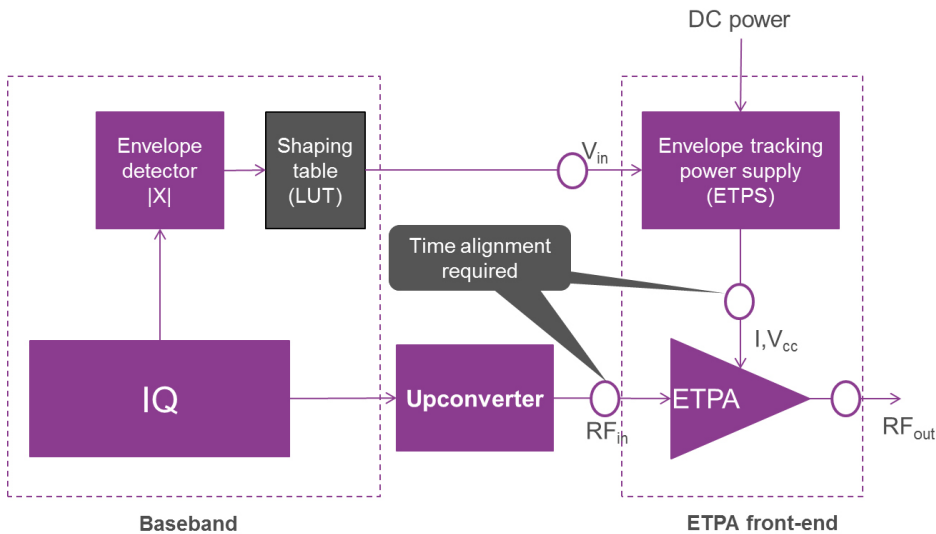 DC power
Envelope
detector
|X|
Shaping
table
(LUT)
V_in
Envelope tracking
power supply
(ETPS)
Time alignment
required
I,V_cc
IQ
Upconverter
RF_in
ETPA
RF_out
Baseband
ETPA front-end